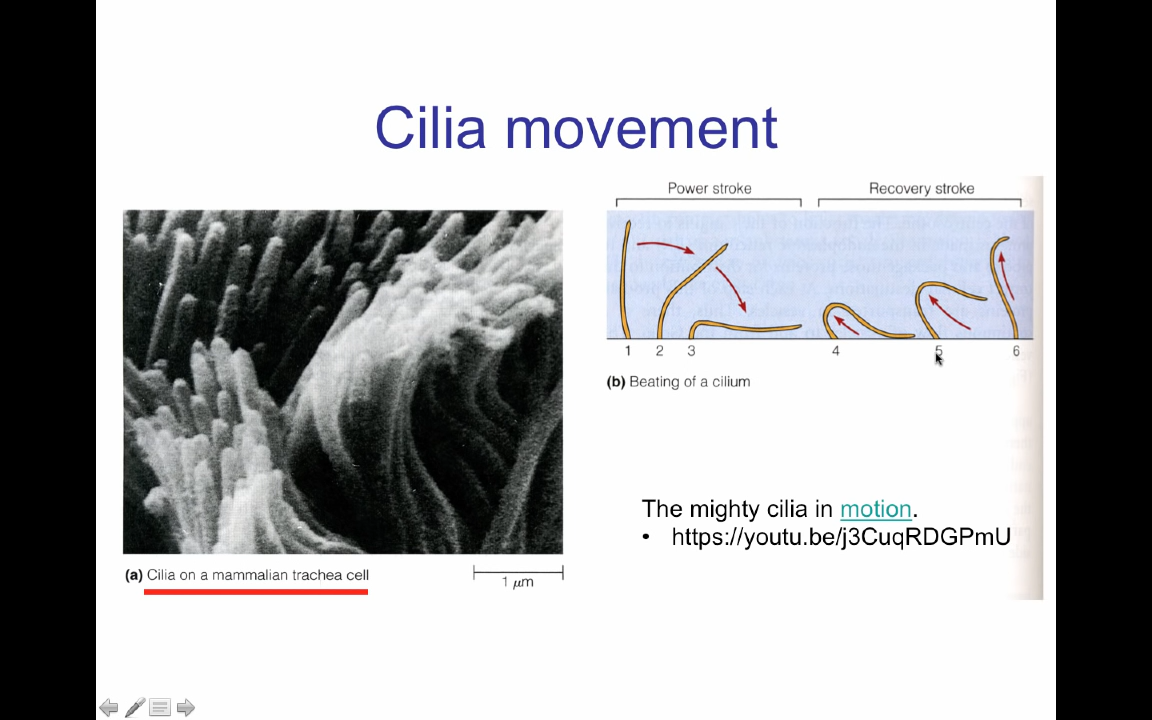 Cilia movement
Power stroke
Recovery stroke
1 2 3 4 5 6
(b) Beating of a cilium
The mighty cilia in motion.
• https://youtu.be/j3CuqRDGPmU
(a) Cilia on a mammalian trachea cell
1 μm